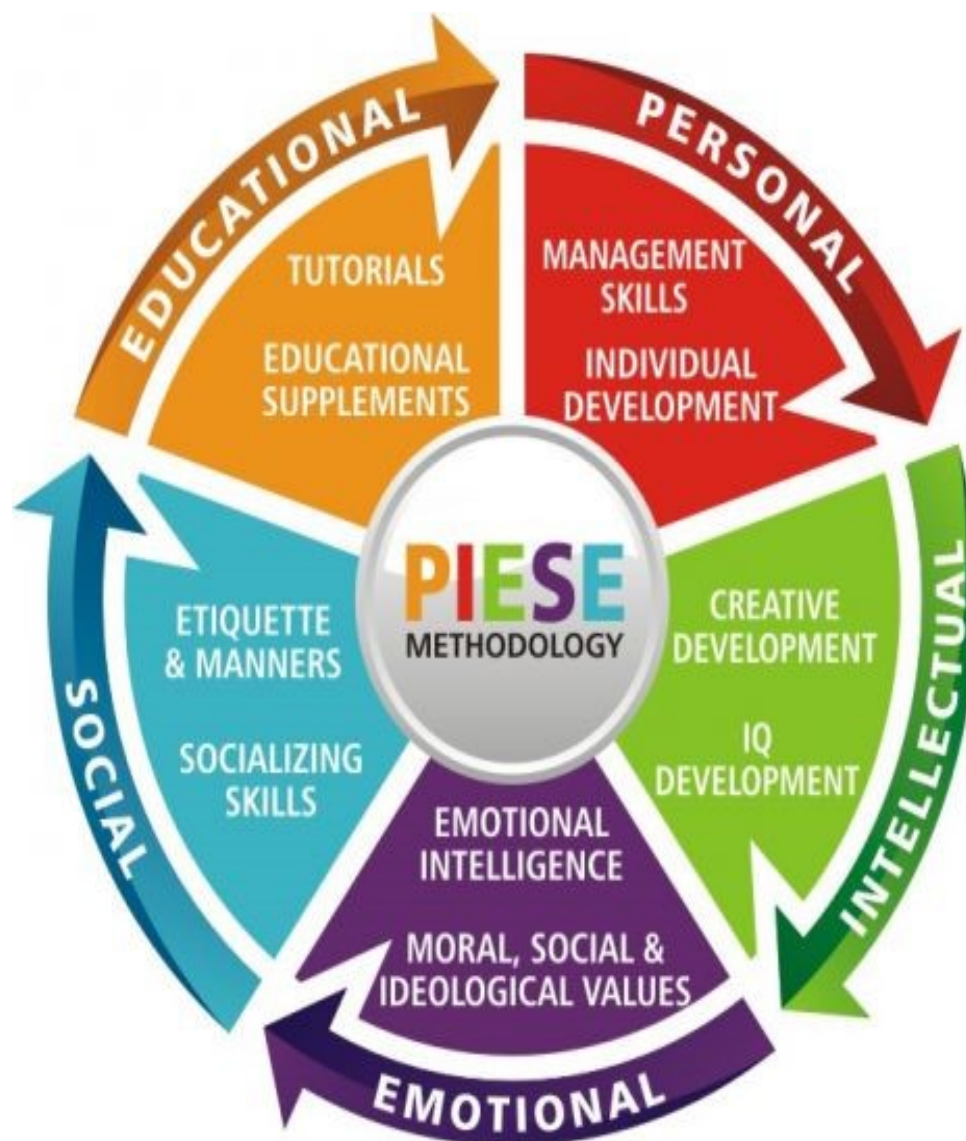 PIESE
METHODOLOGY
PERSONAL
MANAGEMENT
SKILLS
INDIVIDUAL
DEVELOPMENT
INTELLECTUAL
CREATIVE
DEVELOPMENT
IQ
DEVELOPMENT
EMOTIONAL
EMOTIONAL
INTELLIGENCE
MORAL, SOCIAL &
IDEOLOGICAL VALUES
SOCIAL
ETIQUETTE
& MANNERS
SOCIALIZING
SKILLS
EDUCATIONAL
TUTORIALS
EDUCATIONAL
SUPPLEMENTS